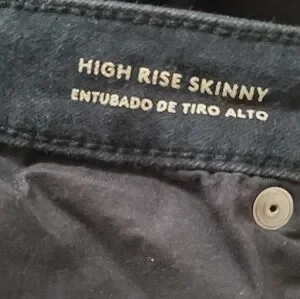 HIGH RISE SKINNY
ENTUBADO DE TIRO ALTO